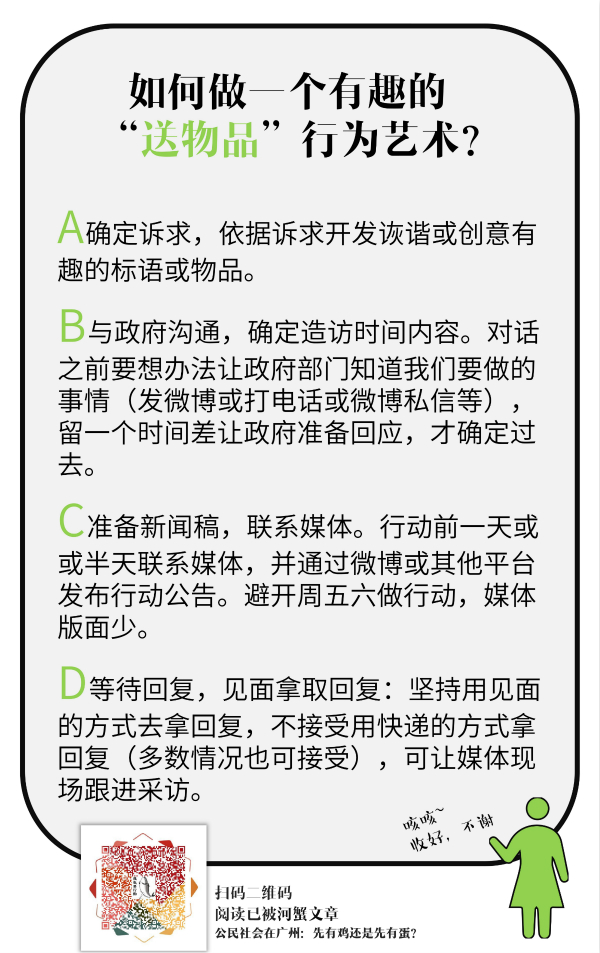 如何做一个有趣的
“送物品”行为艺术？
A确定诉求，依据诉求开发诙谐或创意有
趣的标语或物品。
B与政府沟通，确定造访时间内容。对话
之前要想办法让政府部门知道我们要做的
事情（发微博或打电话或微博私信等），
留一个时间差让政府准备回应，才确定过
去。
C准备新闻稿，联系媒体。行动前一天或
或半天联系媒体，并通过微博或其他平台
发布行动公告。避开周五六做行动，媒体
版面少。
D等待回复，见面拿取回复：坚持用见面
的方式去拿回复，不接受用快递的方式拿
回复（多数情况也可接受），可让媒体现
场跟进采访。
咳咳~
收好，不谢
扫码二维码
阅读已被河蟹文章
公民社会在广州：先有鸡还是先有蛋？